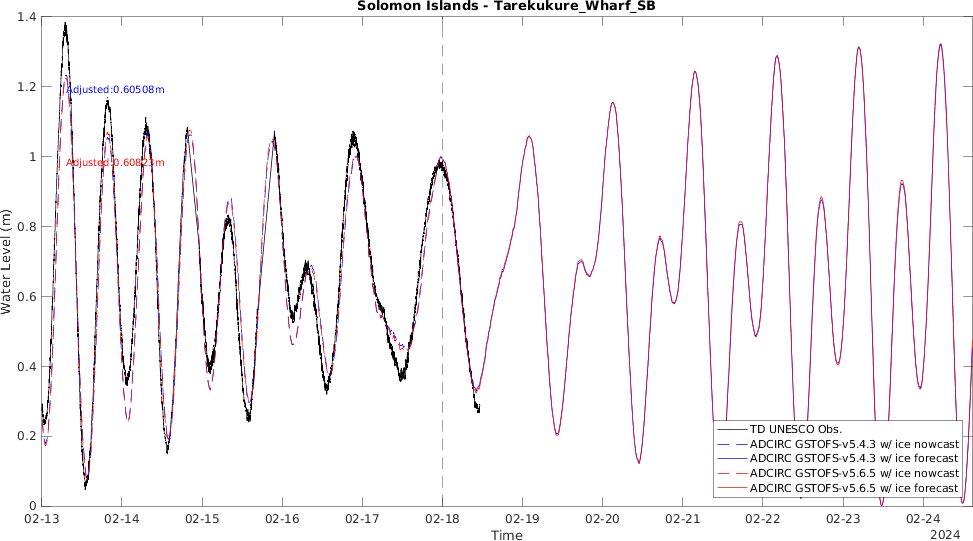 Solomon Islands - Tarekukure_Wharf_SB
1.4
1.2
1
0.8
0.6
0.4
0.2
0
Water Level (m)
Adjusted:0.60508m
Adjusted:0.60823m
TD UNESCO Obs.
ADCIRC GSTOFS-v5.4.3 w/ ice nowcast
ADCIRC GSTOFS-v5.4.3 w/ ice forecast
ADCIRC GSTOFS-v5.6.5 w/ ice nowcast
ADCIRC GSTOFS-v5.6.5 w/ ice forecast
02-13 02-14 02-15 02-16 02-17 02-18 02-19 02-20 02-21 02-22 02-23 02-24
Time
2024